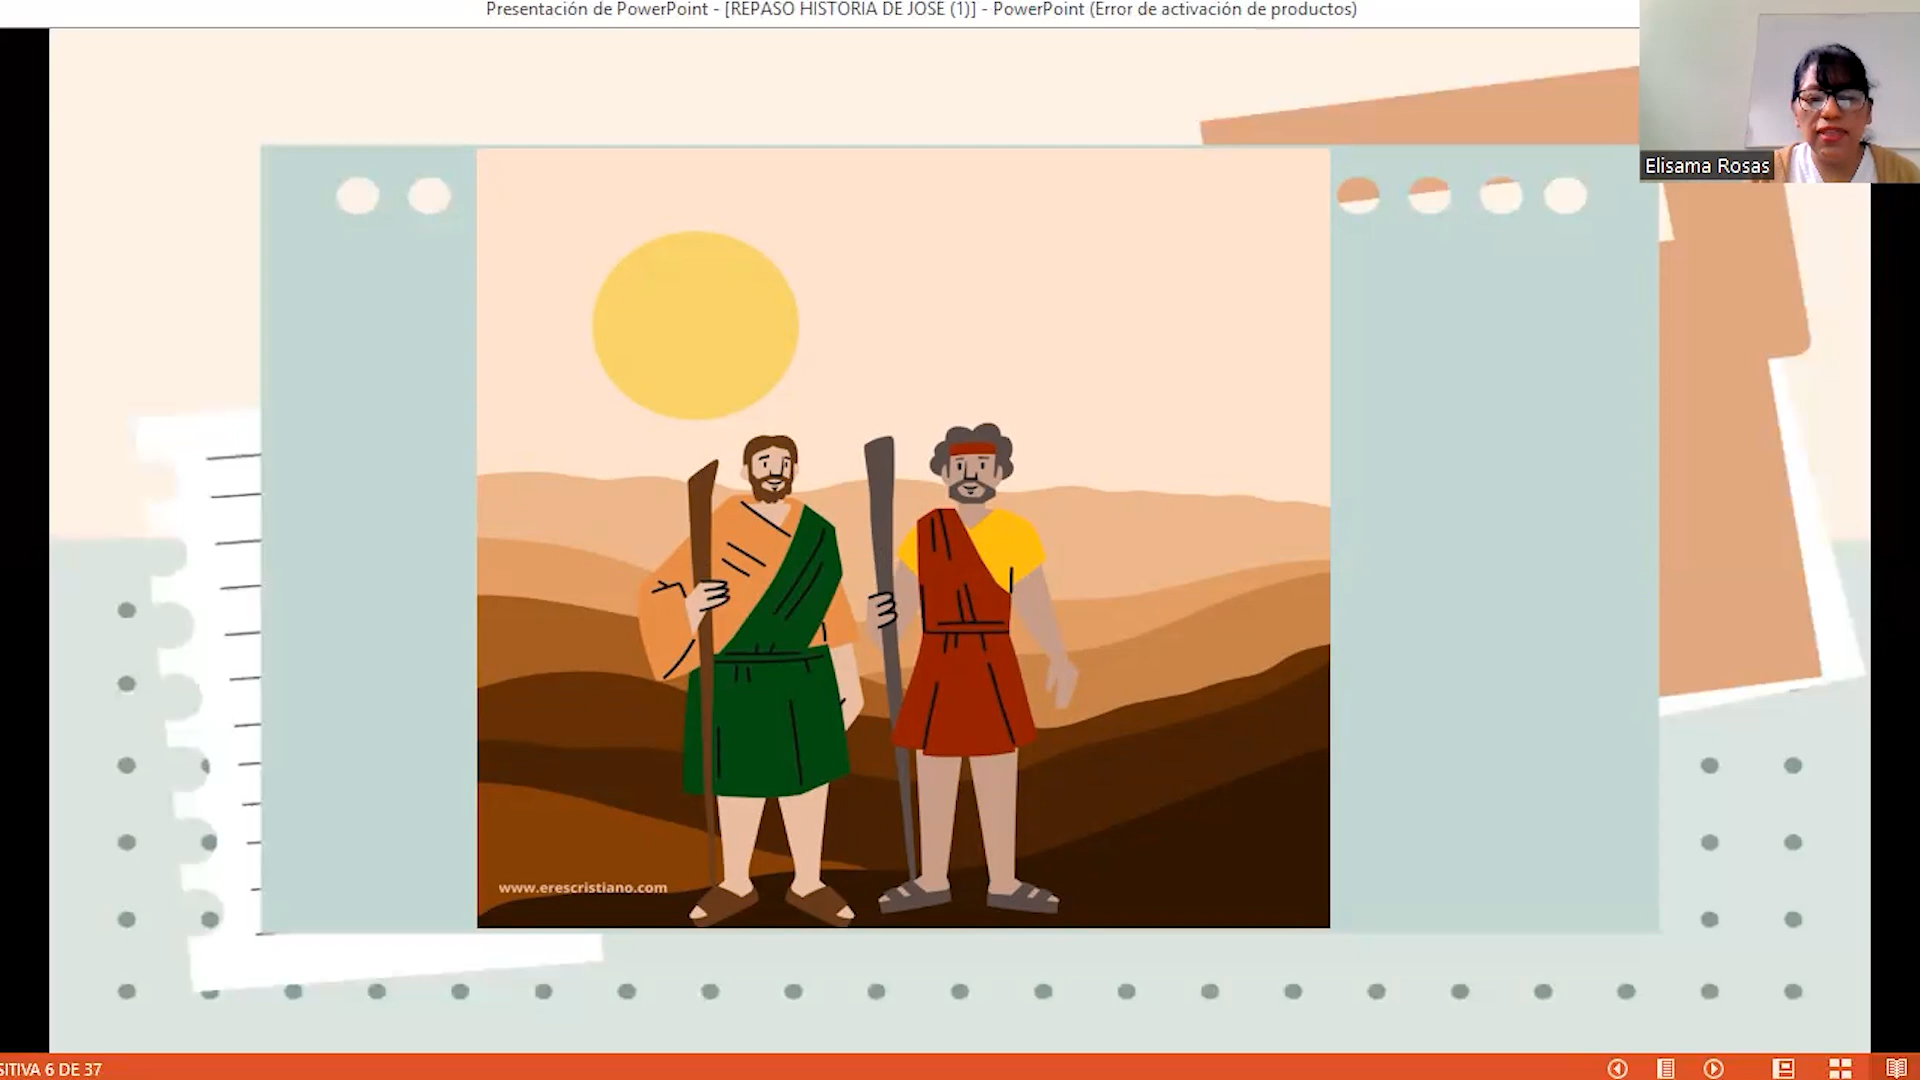 Presentación de PowerPoint - [REPASO HISTORIA DE JOSE (1)] - PowerPoint (Error de activación de productos)
Elisama Rosas
www.erescristiano.com
SITIVA 6 DE 37